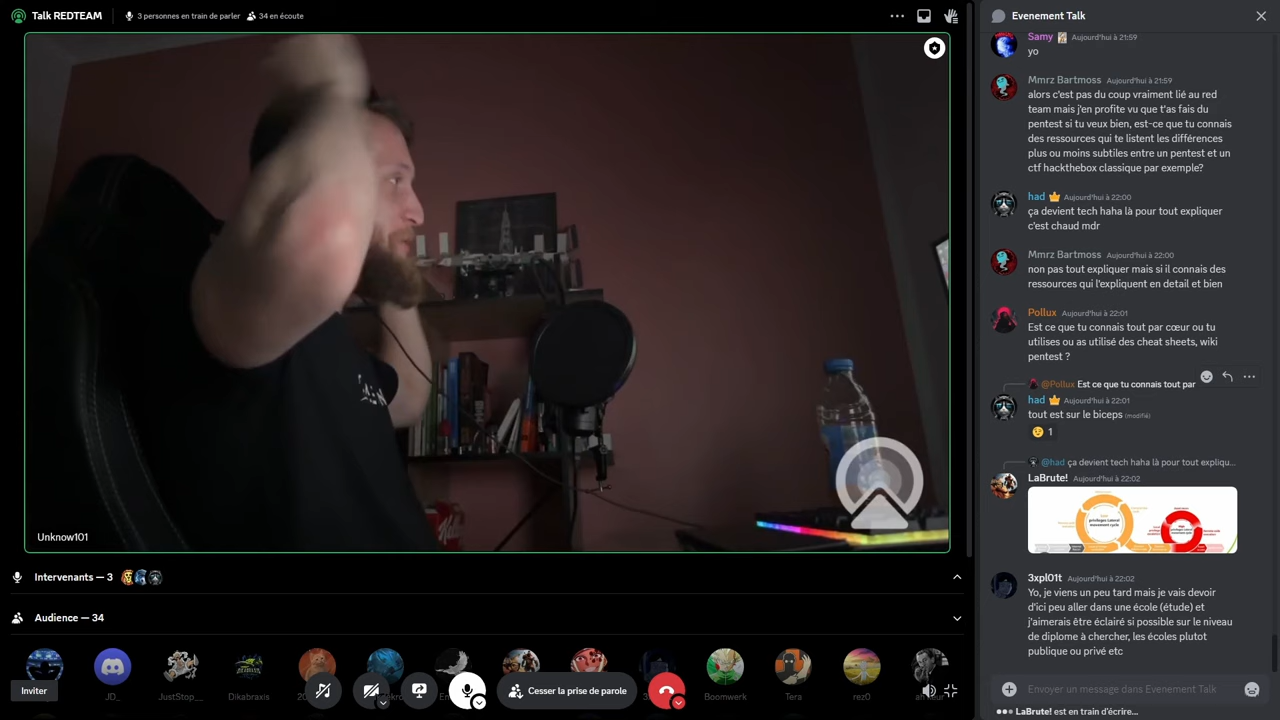 Talk REDTEAM
3 personnes en train de parler
34 en écoute
Unknow101
Intervenants — 3
Audience — 34
JD_
JustStop_
D!kabraxis
Boomwerk
Tera
rez0
Inviter
Cesser la prise de parole
Evenement Talk
Samy Aujourd'hui à 21:59
yo
Mmrz Bartmoss Aujourd'hui à 21:59
alors c'est pas du coup vraiment lié au red
team mais j'en profite vu que t'as fais du
pentest si tu veux bien, est-ce que tu connais
des ressources qui te listent les différences
plus ou moins subtiles entre un pentest et un
ctf hackthebox classique par exemple?
had Aujourd'hui à 22:00
ça devient tech haha là pour tout expliquer
c'est chaud mdr
Mmrz Bartmoss Aujourd'hui à 22:00
non pas tout expliquer mais si il connais des
ressources qui l'expliquent en detail et bien
Pollux Aujourd'hui à 22:01
Est ce que tu connais tout par cœur ou tu
utilises ou as utilisé des cheat sheets, wiki
pentest ?
@Pollux Est ce que tu connais tout par
had Aujourd'hui à 22:01
tout est sur le biceps (modifié)
1
@had ça devient tech haha là pour tout expliqu...
LaBrute! Aujourd'hui à 22:02
3xpl01t Aujourd'hui à 22:02
Yo, je viens un peu tard mais je vais devoir
d'ici peu aller dans une école (étude) et
j'aimerais être éclairé si possible sur le niveau
de diplome à chercher, les écoles plutot
publique ou privé etc
Envoyer un message dans Evenement Talk
LaBrute! est en train d'écrire...